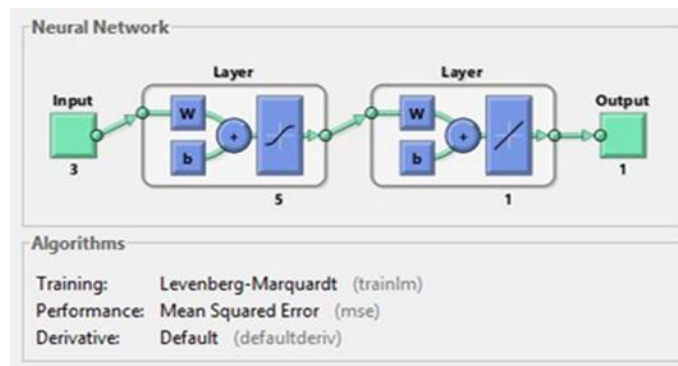 Neural Network
Layer Layer
Input Output
W W
+ +
b b
3 5 1 1
Algorithms
Training: Levenberg-Marquardt (trainlm)
Performance: Mean Squared Error (mse)
Derivative: Default (defaultderiv)